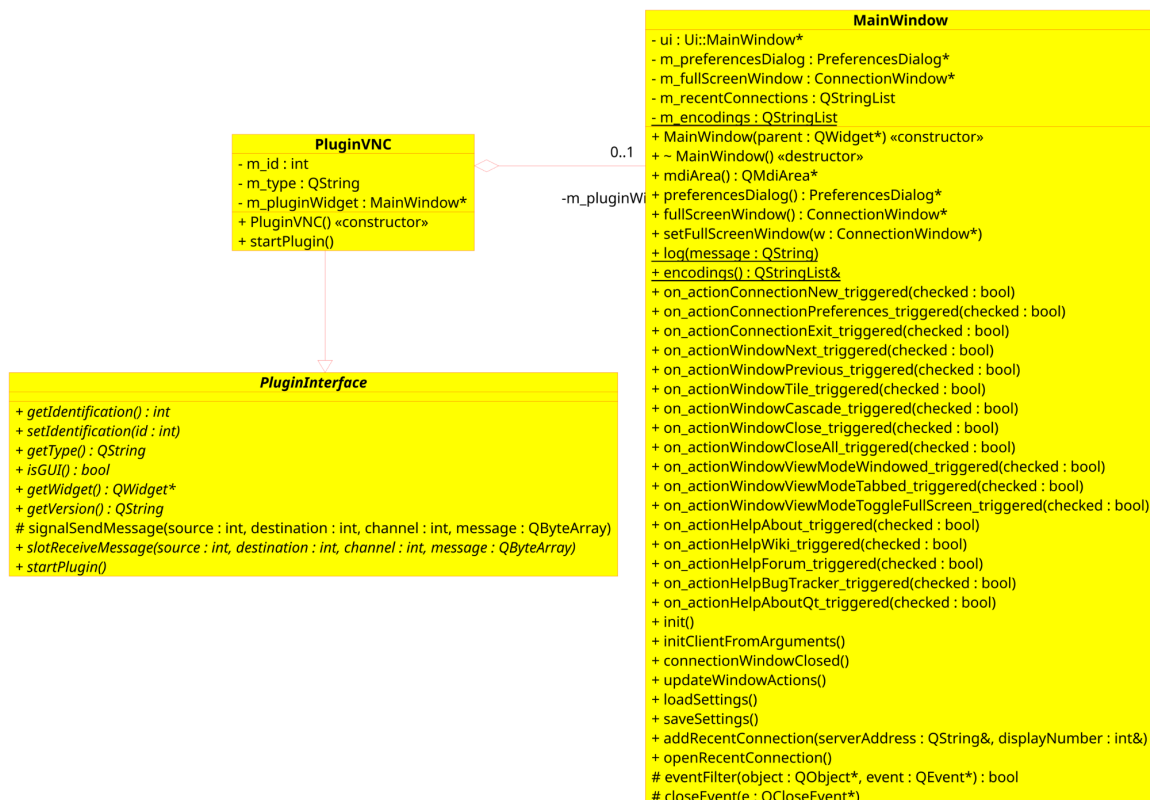 PluginVNC
- m_id : int
- m_type : QString
- m_pluginWidget : MainWindow*
+ PluginVNC() «constructor»
+ startPlugin()
0..1
-m_pluginWi
PluginInterface
+ getIdentification() : int
+ setIdentification(id : int)
+ getType() : QString
+ isGUI() : bool
+ getWidget() : QWidget*
+ getVersion() : QString
# signalSendMessage(source : int, destination : int, channel : int, message : QByteArray)
+ slotReceiveMessage(source : int, destination : int, channel : int, message : QByteArray)
+ startPlugin()
MainWindow
- ui : Ui::MainWindow*
- m_preferencesDialog : PreferencesDialog*
- m_fullScreenWindow : ConnectionWindow*
- m_recentConnections : QStringList
- m_encodings : QStringList
+ MainWindow(parent : QWidget*) «constructor»
+ ~ MainWindow() «destructor»
+ mdiArea() : QMdiArea*
+ preferencesDialog() : PreferencesDialog*
+ fullScreenWindow() : ConnectionWindow*
+ setFullScreenWindow(w : ConnectionWindow*)
+ log(message : QString)
+ encodings() : QStringList&
+ on_actionConnectionNew_triggered(checked : bool)
+ on_actionConnectionPreferences_triggered(checked : bool)
+ on_actionConnectionExit_triggered(checked : bool)
+ on_actionWindowNext_triggered(checked : bool)
+ on_actionWindowPrevious_triggered(checked : bool)
+ on_actionWindowTile_triggered(checked : bool)
+ on_actionWindowCascade_triggered(checked : bool)
+ on_actionWindowClose_triggered(checked : bool)
+ on_actionWindowCloseAll_triggered(checked : bool)
+ on_actionWindowViewModeWindowed_triggered(checked : bool)
+ on_actionWindowViewModeTabbed_triggered(checked : bool)
+ on_actionWindowViewModeToggleFullScreen_triggered(checked : bool)
+ on_actionHelpAbout_triggered(checked : bool)
+ on_actionHelpWiki_triggered(checked : bool)
+ on_actionHelpForum_triggered(checked : bool)
+ on_actionHelpBugTracker_triggered(checked : bool)
+ on_actionHelpAboutQt_triggered(checked : bool)
+ init()
+ initClientFromArguments()
+ connectionWindowClosed()
+ updateWindowActions()
+ loadSettings()
+ saveSettings()
+ addRecentConnection(serverAddress : QString&, displayNumber : int&)
+ openRecentConnection()
# eventFilter(object : QObject*, event : QEvent*) : bool
# closeEvent(e : QCloseEvent*)